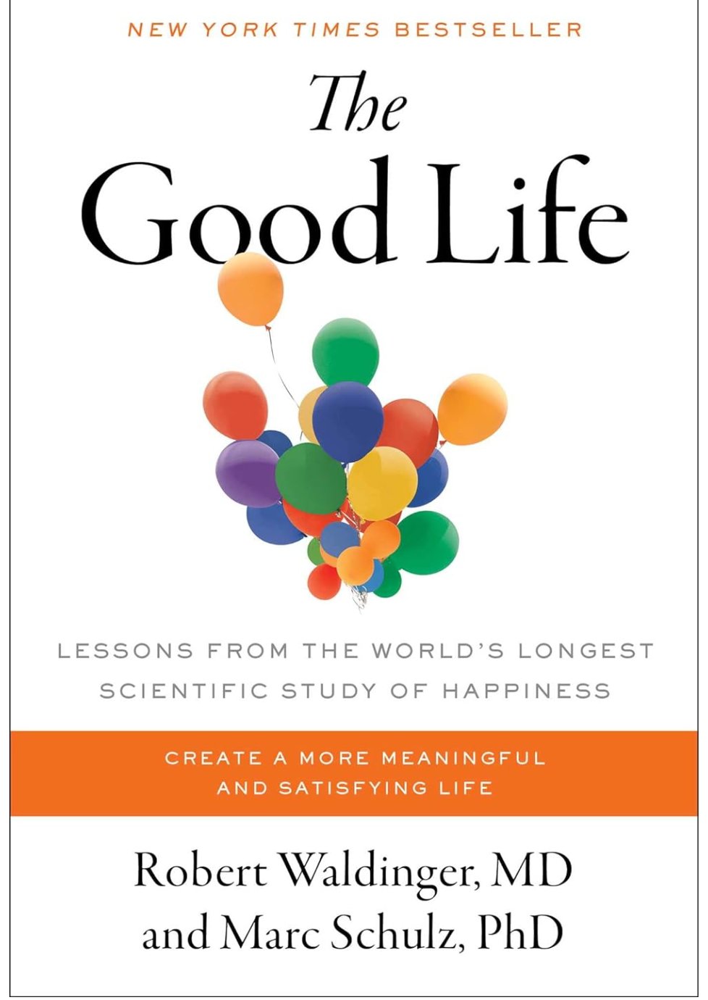 NEW YORK TIMES BESTSELLER
The
Good Life
LESSONS FROM THE WORLD'S LONGEST
SCIENTIFIC STUDY OF HAPPINESS
CREATE A MORE MEANINGFUL
AND SATISFYING LIFE
Robert Waldinger, MD
and Marc Schulz, PhD